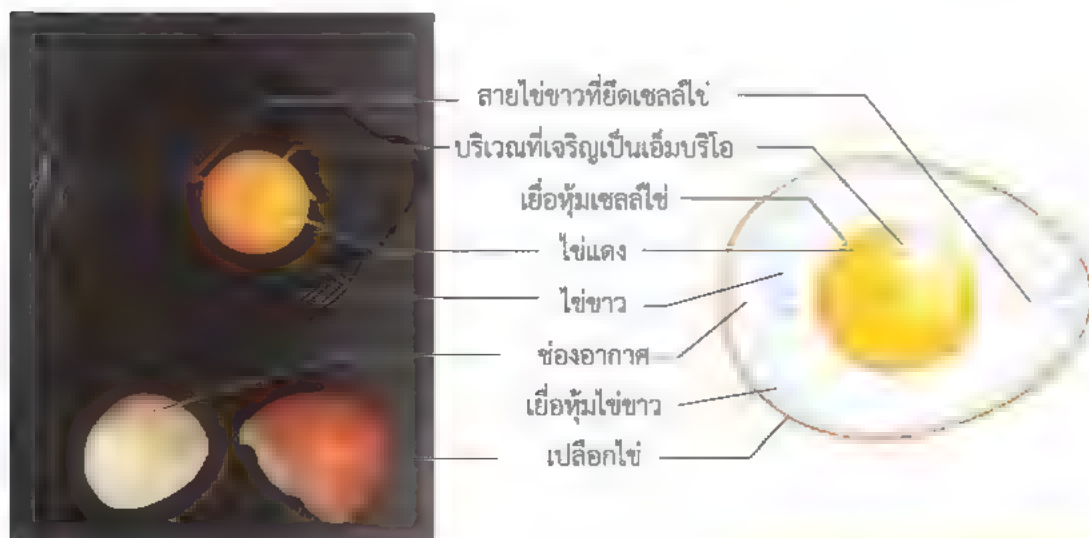 สายไข่ขาวที่ยึดเซลล์ไข่
บริเวณที่เจริญเป็นเอ็มบริโอ
เยื่อหุ้มเซลล์ไข่
ไข่แดง
ไข่ขาว
ช่องอากาศ
เยื่อหุ้มไข่ขาว
เปลือกไข่